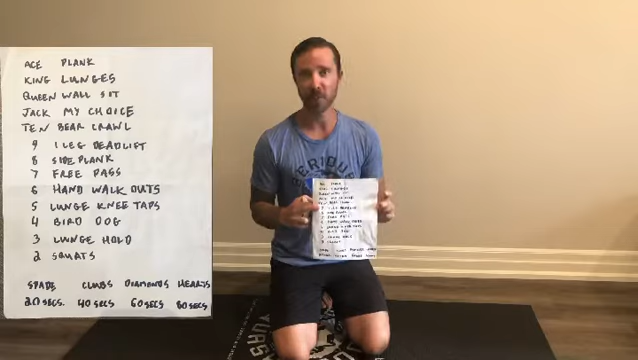 ACE PLANK
KING LUNGES
QUEEN WALL SIT
JACK MY CHOICE
TEN BEAR CRAWL
9 1 LEG DEADLIFT
8 SIDE PLANK
7 FREE PASS
6 HAND WALK OUTS
5 LUNGE KNEE TAPS
4 BIRD DOG
3 LUNGE HOLD
2 SQUATS
SPADE CLUBS DIAMONDS HEARTS
20 SECS. 40 SECS 60 SECS 80 SECS